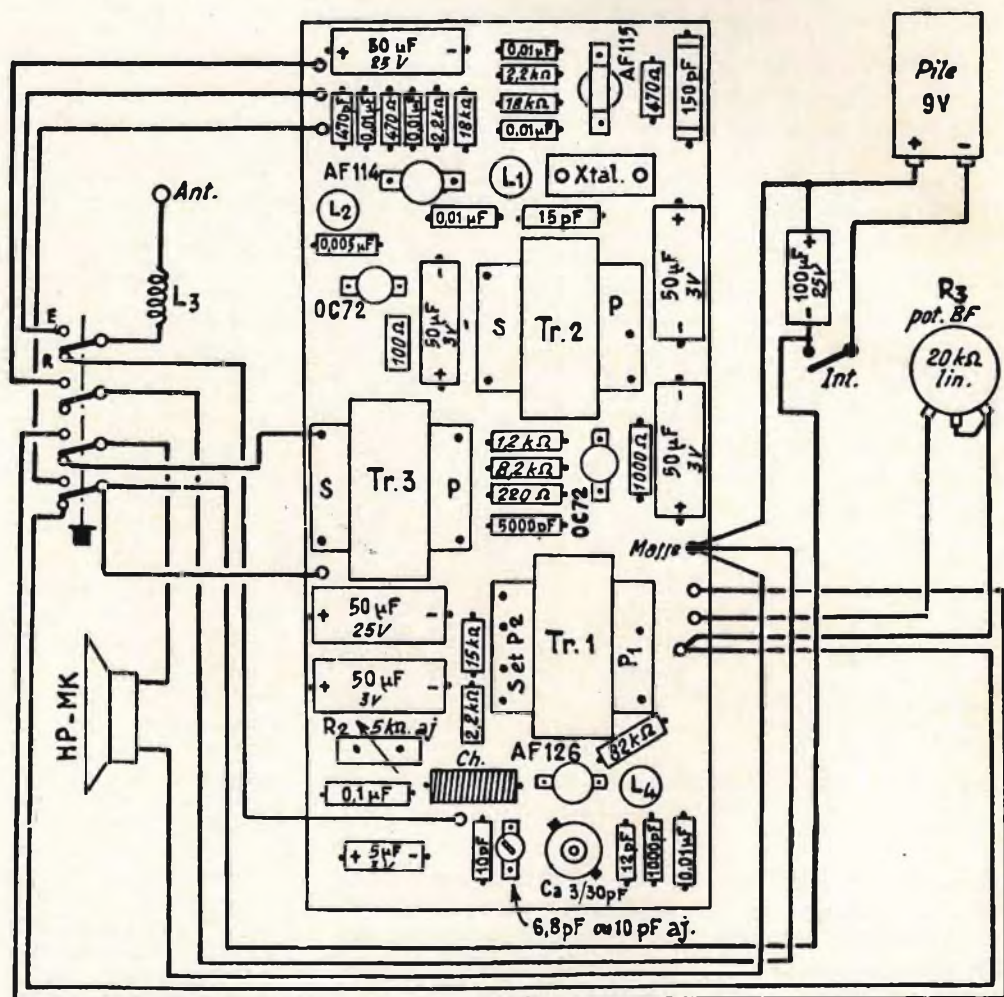 + 50 µF -
25 V
0,01µF
2,2kΩ
18kΩ
0,01µF
AF115
470Ω
150pF
Pile
9V
+ -
470pF
0,01µF
470Ω
0,01µF
2,2kΩ
18kΩ
AF114
L1
Xtal.
Ant.
L2
0,01µF
15pF
0,005µF
L3
OC72
100Ω
- 50µF +
3V
S
Tr.2
P
+ 50µF -
3V
+ 100µF -
25V
Int.
R3
pot. BF
20kΩ
lin.
E
R
S
Tr.3
P
1,2kΩ
8,2kΩ
220Ω
5000pF
OC72
1000Ω
- 50µF +
3V
Masse
+ 50µF -
25V
+ 50µF -
3V
15kΩ
2,2kΩ
S et P2
Tr.1
P1
HP-MK
R2 5kΩ. aj
Ch.
AF126
82kΩ
L4
0,1µF
+ 5µF -
10pF
Ca 3/30pF
12pF
1000pF
0,01µF
6,8pF ou 10pF aj.